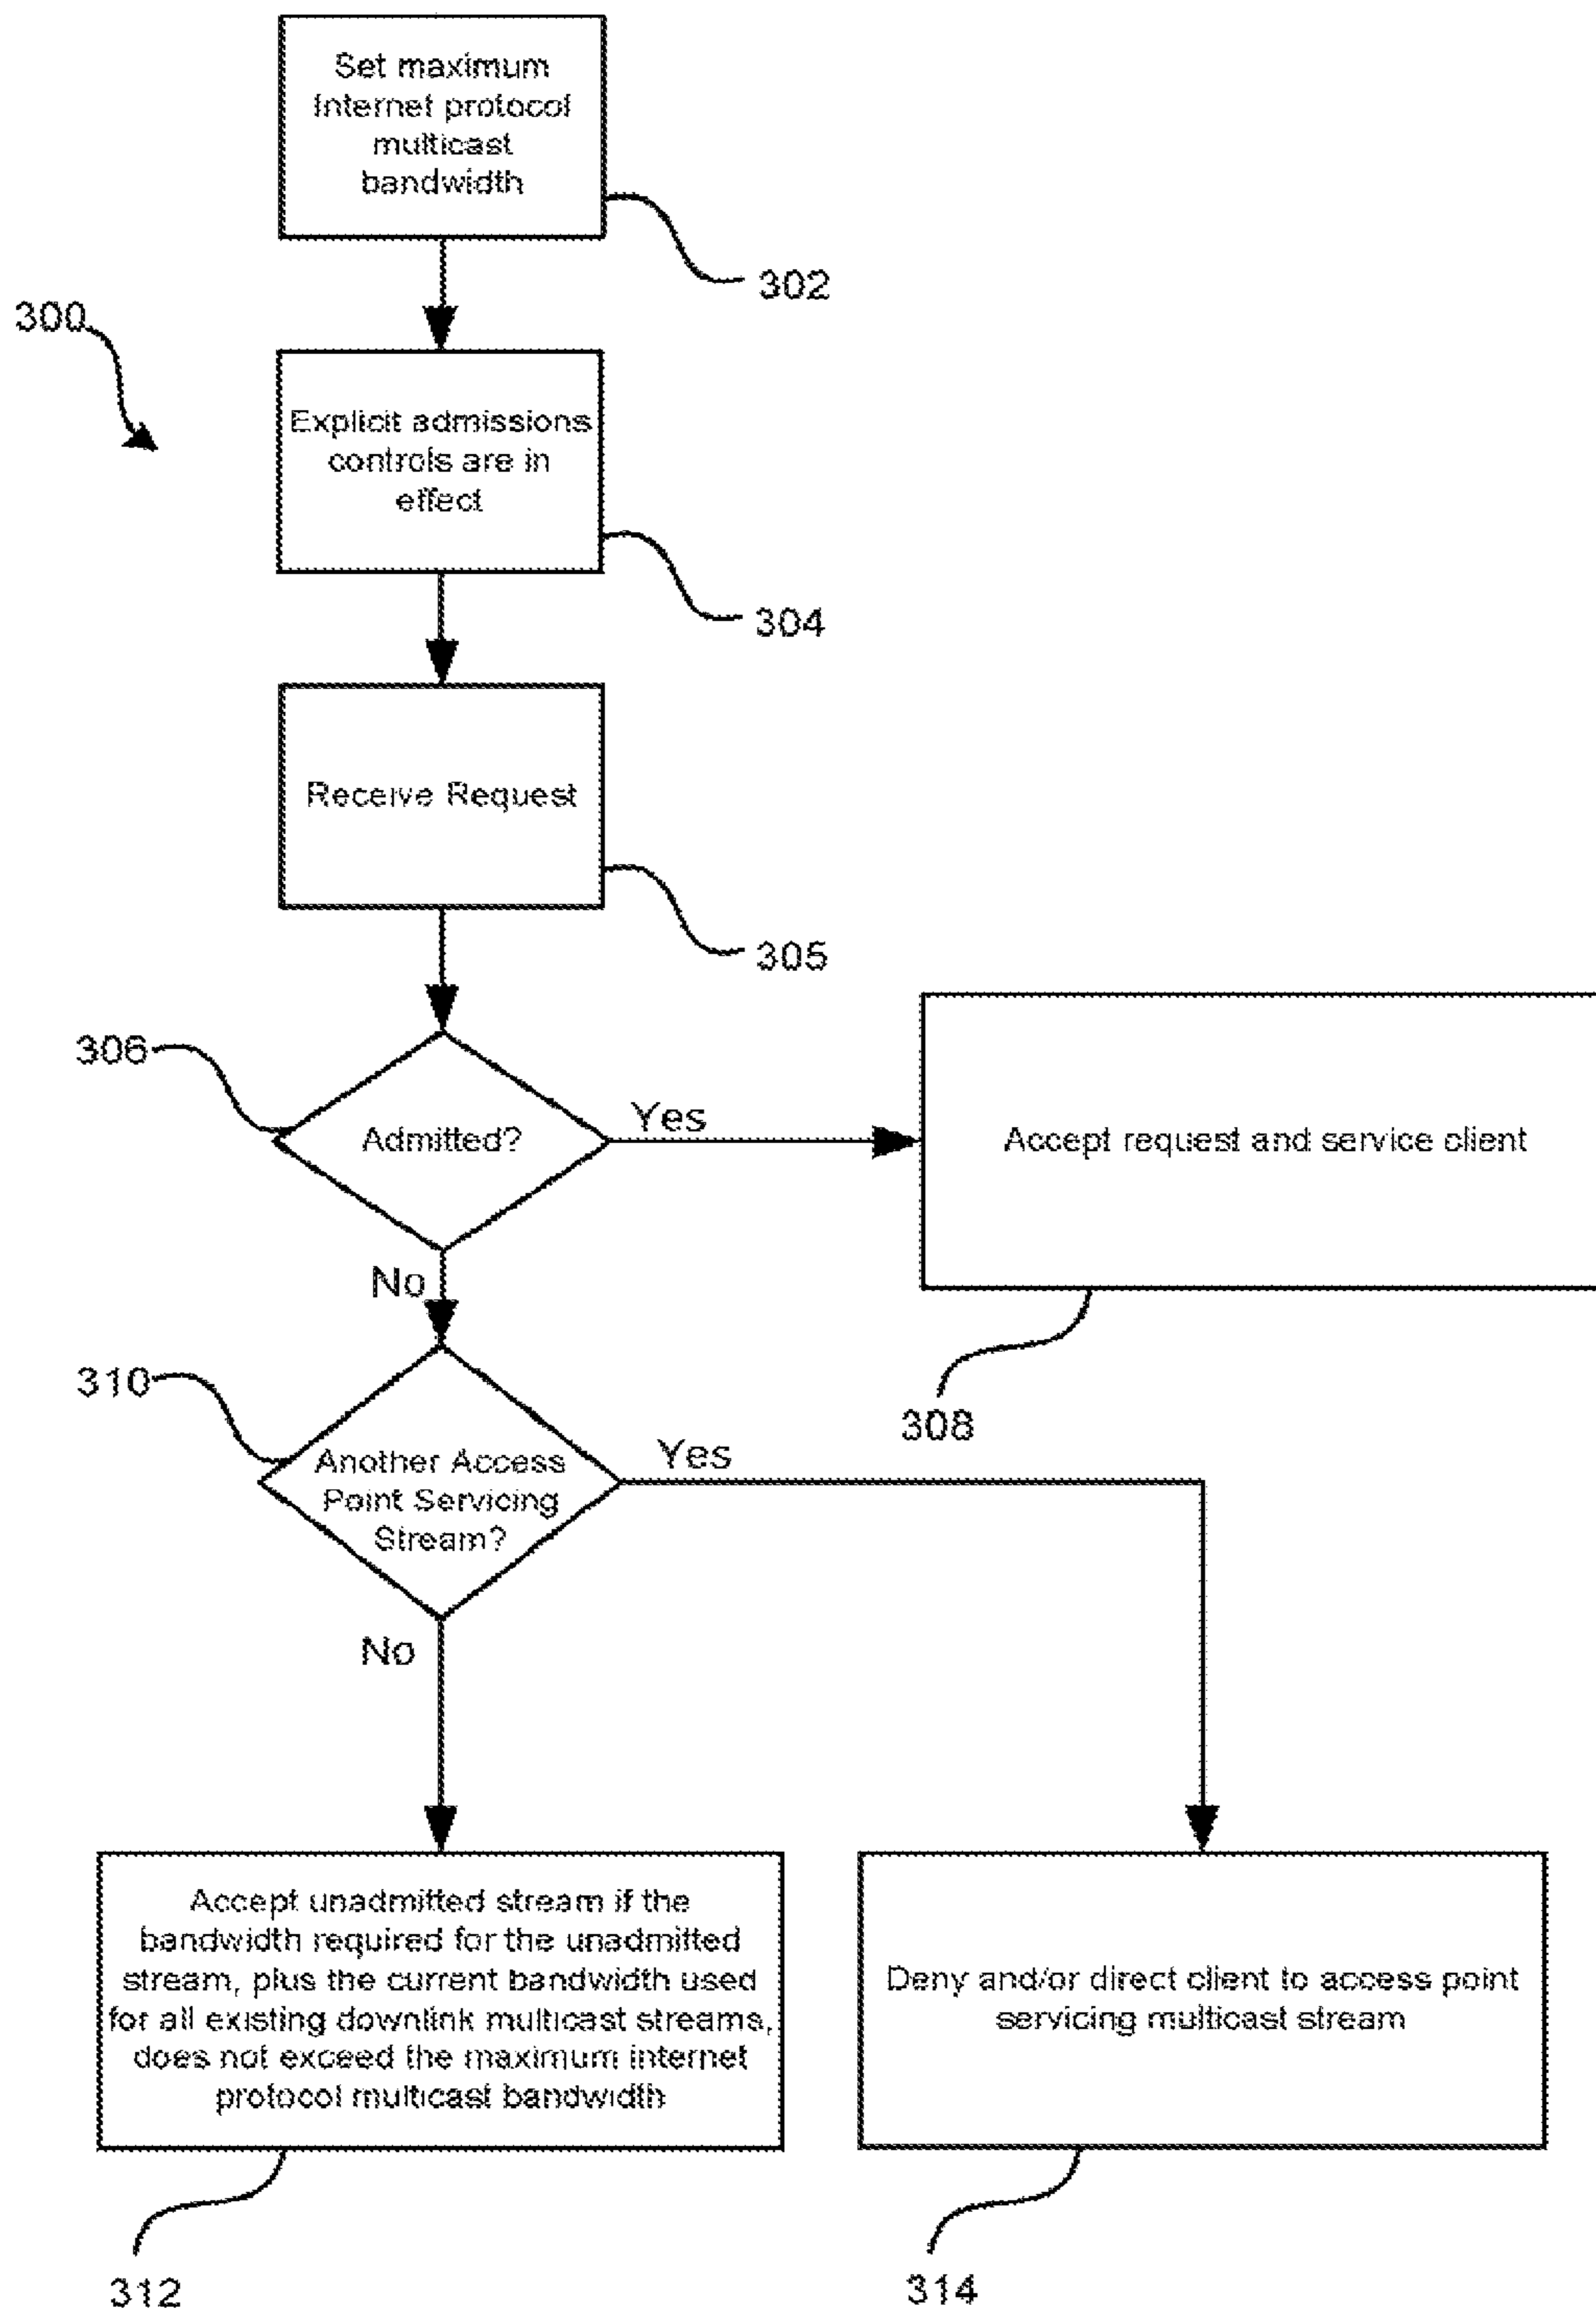 Set maximum
Internet protocol
multicast
bandwidth
302
300
Explicit admissions
controls are in
effect
304
Receive Request
305
306
Admitted?
Yes
Accept request and service client
No
308
310
Another Access
Point Servicing
Stream?
Yes
No
Accept unadmitted stream if the
bandwidth required for the unadmitted
stream, plus the current bandwidth used
for all existing downlink multicast streams,
does not exceed the maximum internet
protocol multicast bandwidth
Deny and/or direct client to access point
servicing multicast stream
312
314